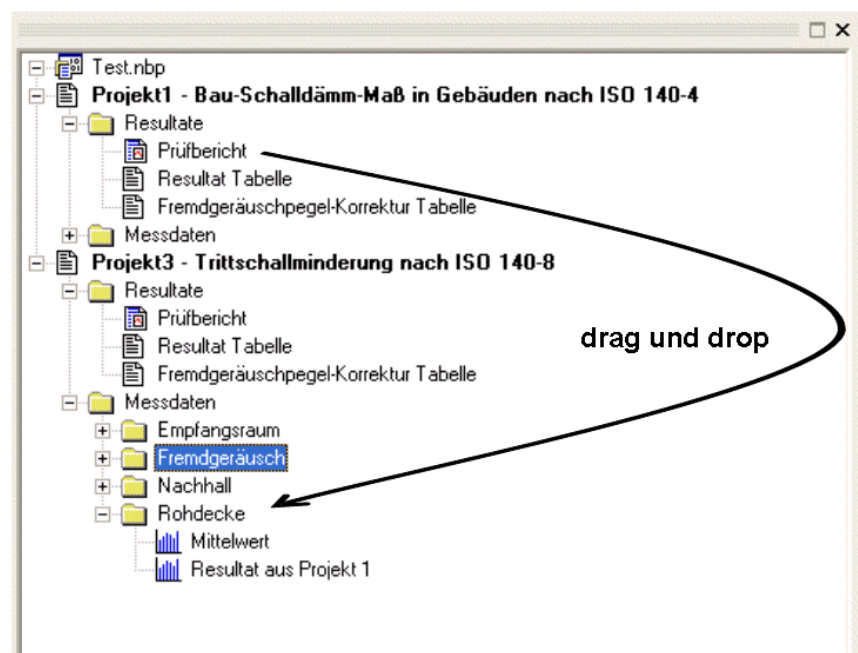 Test.nbp
Projekt1 - Bau-Schalldämm-Maß in Gebäuden nach ISO 140-4
Resultate
Prüfbericht
Resultat Tabelle
Fremdgeräuschpegel-Korrektur Tabelle
Messdaten
Projekt3 - Trittschallminderung nach ISO 140-8
Resultate
Prüfbericht
Resultat Tabelle
Fremdgeräuschpegel-Korrektur Tabelle
Messdaten
Empfangsraum
Fremdgeräusch
Nachhall
Rohdecke
Mittelwert
Resultat aus Projekt 1
drag und drop